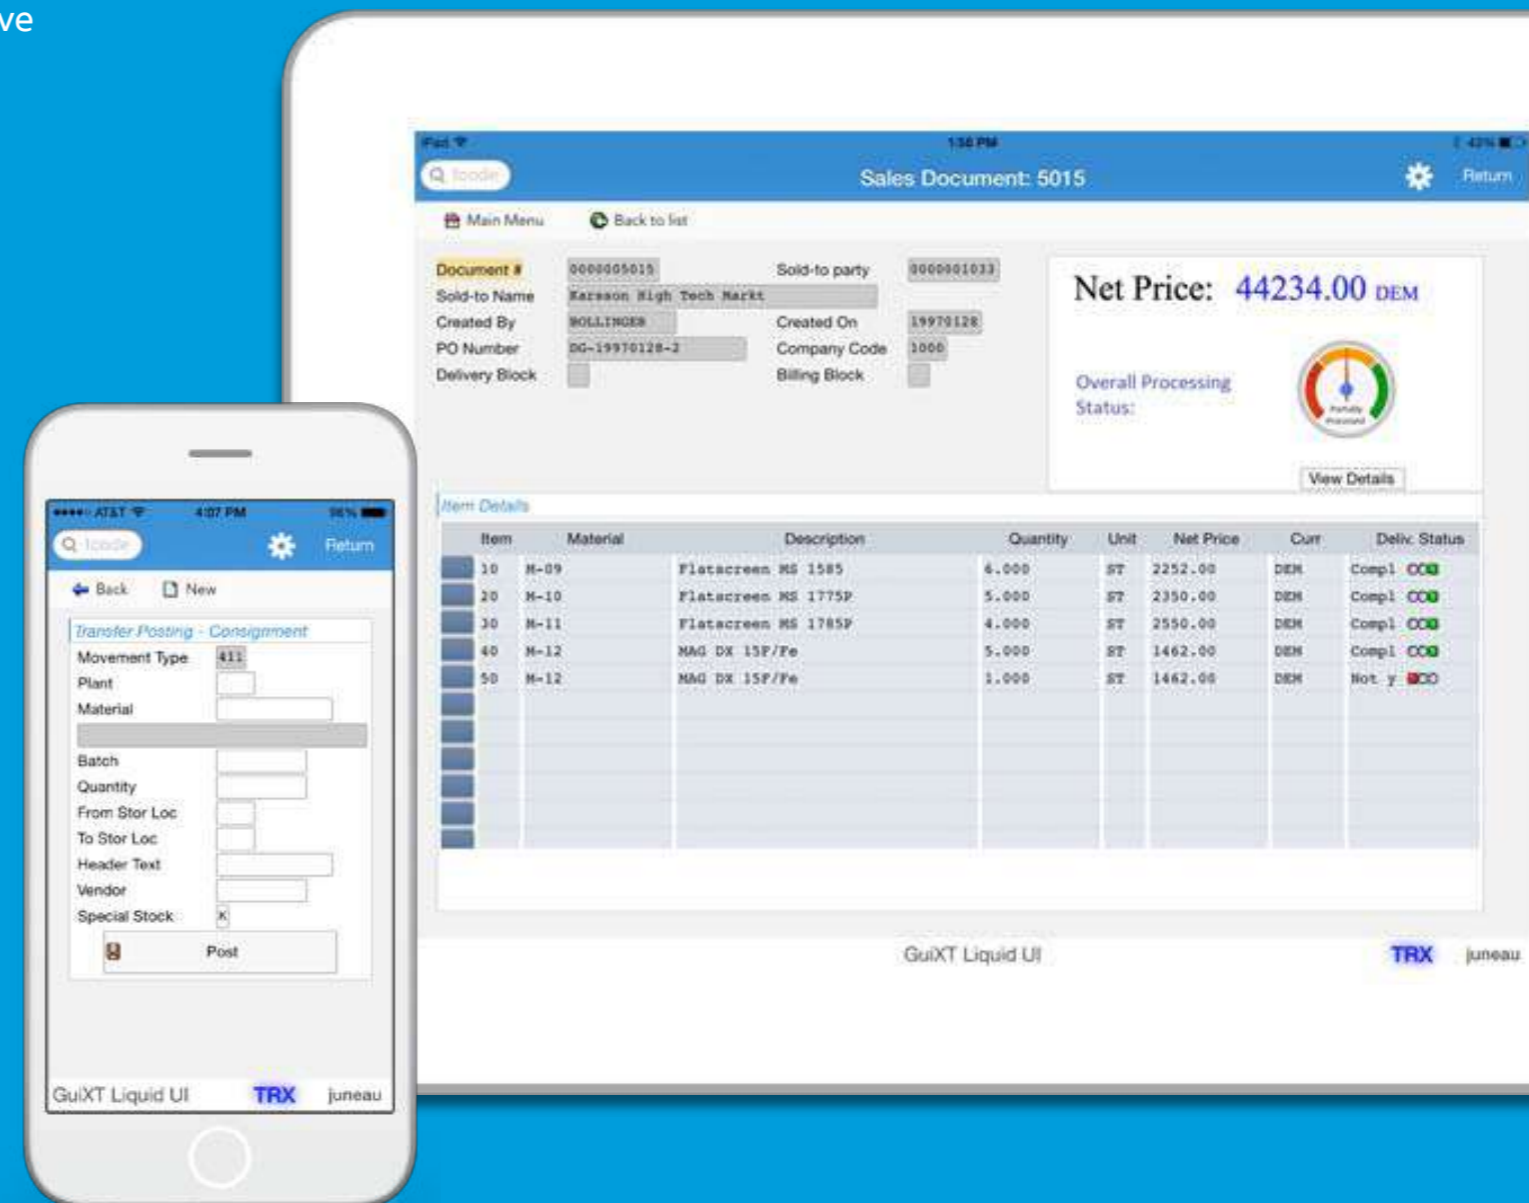 ve
iPad 1:56 PM 42%
fcode Sales Document: 5015 Return
Main Menu Back to list
Document # 0000005015 Sold-to party 0000001033
Sold-to Name Karsson High Tech Markt
Created By BOLLINGER Created On 19970128
PO Number DG-19970128-2 Company Code 1000
Delivery Block Billing Block
Net Price: 44234.00 DEM
Overall Processing
Status:
Partially
Processed
View Details
Item Details
Item Material Description Quantity Unit Net Price Curr Deliv. Status
10 M-09 Flatscreen MS 1585 ST 2252.00 DEM Compl
20 M-10 Flatscreen MS 1775P 5.000 ST 2350.00 DEM Compl
30 M-11 Flatscreen MS 1785P 4.000 ST 2550.00 DEM Compl
40 M-12 MAG DX 15F/Fe 5.000 ST 1462.00 DEM Compl
50 M-12 MAG DX 15F/Fe 1.000 ST 1462.00 DEM Not y
GuiXT Liquid UI TRX juneau
AT&T 4:07 PM 96%
fcode Return
Back New
Transfer Posting - Consignment
Movement Type 411
Plant
Material
Batch
Quantity
From Stor Loc
To Stor Loc
Header Text
Vendor
Special Stock K
Post
GuiXT Liquid UI TRX juneau